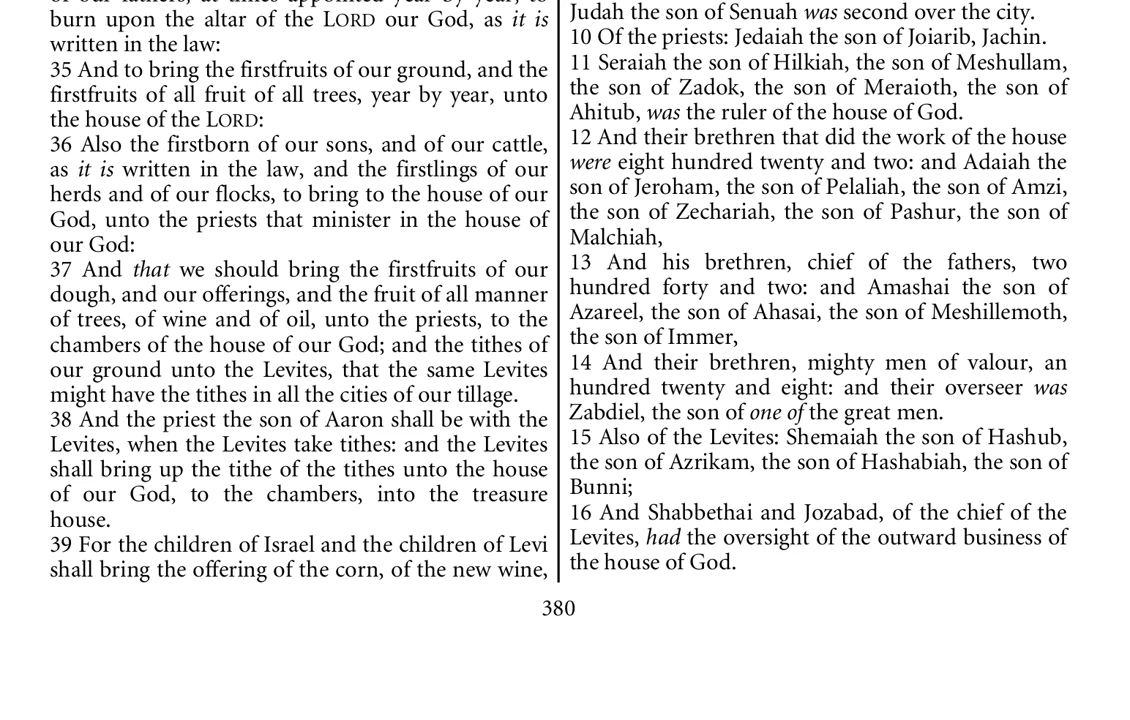 burn upon the altar of the LORD our God, as it is
written in the law:
35 And to bring the firstfruits of our ground, and the
firstfruits of all fruit of all trees, year by year, unto
the house of the LORD:
36 Also the firstborn of our sons, and of our cattle,
as it is written in the law, and the firstlings of our
herds and of our flocks, to bring to the house of our
God, unto the priests that minister in the house of
our God:
37 And that we should bring the firstfruits of our
dough, and our offerings, and the fruit of all manner
of trees, of wine and of oil, unto the priests, to the
chambers of the house of our God; and the tithes of
our ground unto the Levites, that the same Levites
might have the tithes in all the cities of our tillage.
38 And the priest the son of Aaron shall be with the
Levites, when the Levites take tithes: and the Levites
shall bring up the tithe of the tithes unto the house
of our God, to the chambers, into the treasure
house.
39 For the children of Israel and the children of Levi
shall bring the offering of the corn, of the new wine,
Judah the son of Senuah was second over the city.
10 Of the priests: Jedaiah the son of Joiarib, Jachin.
11 Seraiah the son of Hilkiah, the son of Meshullam,
the son of Zadok, the son of Meraioth, the son of
Ahitub, was the ruler of the house of God.
12 And their brethren that did the work of the house
were eight hundred twenty and two: and Adaiah the
son of Jeroham, the son of Pelaliah, the son of Amzi,
the son of Zechariah, the son of Pashur, the son of
Malchiah,
13 And his brethren, chief of the fathers, two
hundred forty and two: and Amashai the son of
Azareel, the son of Ahasai, the son of Meshillemoth,
the son of Immer,
14 And their brethren, mighty men of valour, an
hundred twenty and eight: and their overseer was
Zabdiel, the son of one of the great men.
15 Also of the Levites: Shemaiah the son of Hashub,
the son of Azrikam, the son of Hashabiah, the son of
Bunni;
16 And Shabbethai and Jozabad, of the chief of the
Levites, had the oversight of the outward business of
the house of God.
380